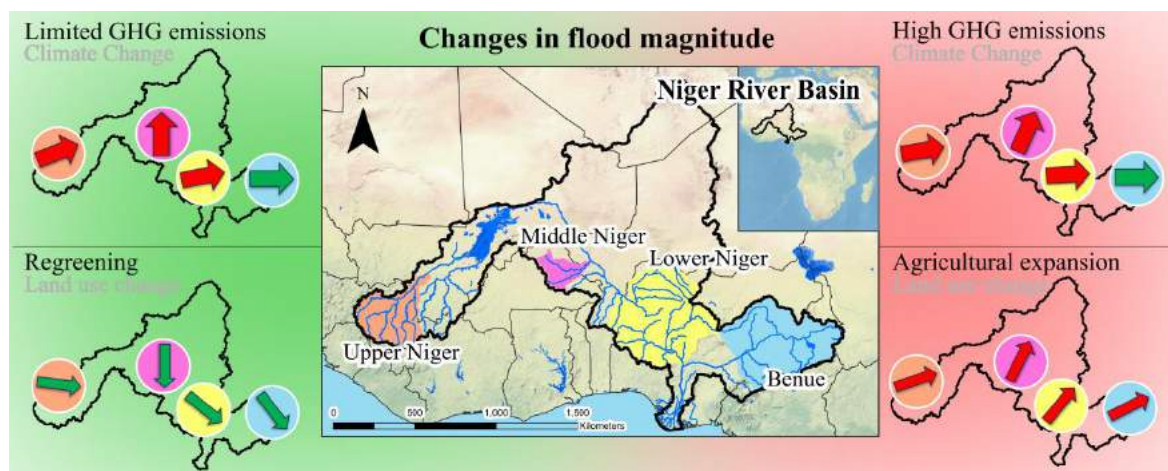 Limited GHG emissions
Climate Change
Changes in flood magnitude
High GHG emissions
Climate Change
N
Niger River Basin
Middle Niger
Lower Niger
Upper Niger
Benue
0 500 1,000 1,500
Kilometers
Regreening
Land use change
Agricultural expansion
Land use change